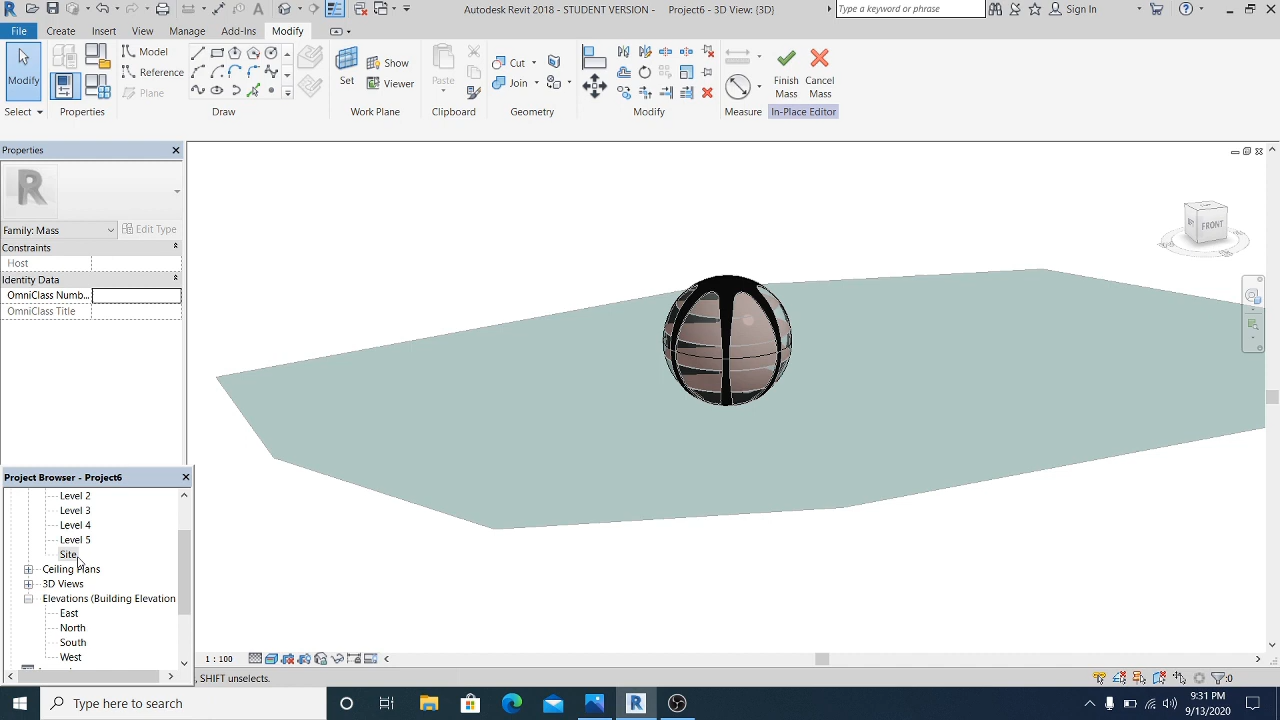 Autodesk Revit 2018 - STUDENT VERSION - Project6 - 3D View: {3D}
Type a keyword or phrase
Sign In
File
Create
Insert
View
Manage
Add-Ins
Modify
Modify
Select
Properties
Model
Reference
Plane
Draw
Set
Show
Viewer
Work Plane
Paste
Clipboard
Cut
Join
Geometry
Modify
Measure
Finish Mass
Cancel Mass
In-Place Editor
Properties
R
Family: Mass
Edit Type
Constraints
Host
Identity Data
OmniClass Numb...
OmniClass Title
FRONT
Project Browser - Project6
Level 2
Level 3
Level 4
Level 5
Site
Ceiling Plans
3D Views
Elevations (Building Elevation
East
North
South
West
1 : 100
, SHIFT unselects.
:0
Type here to search
9:31 PM
9/13/2020